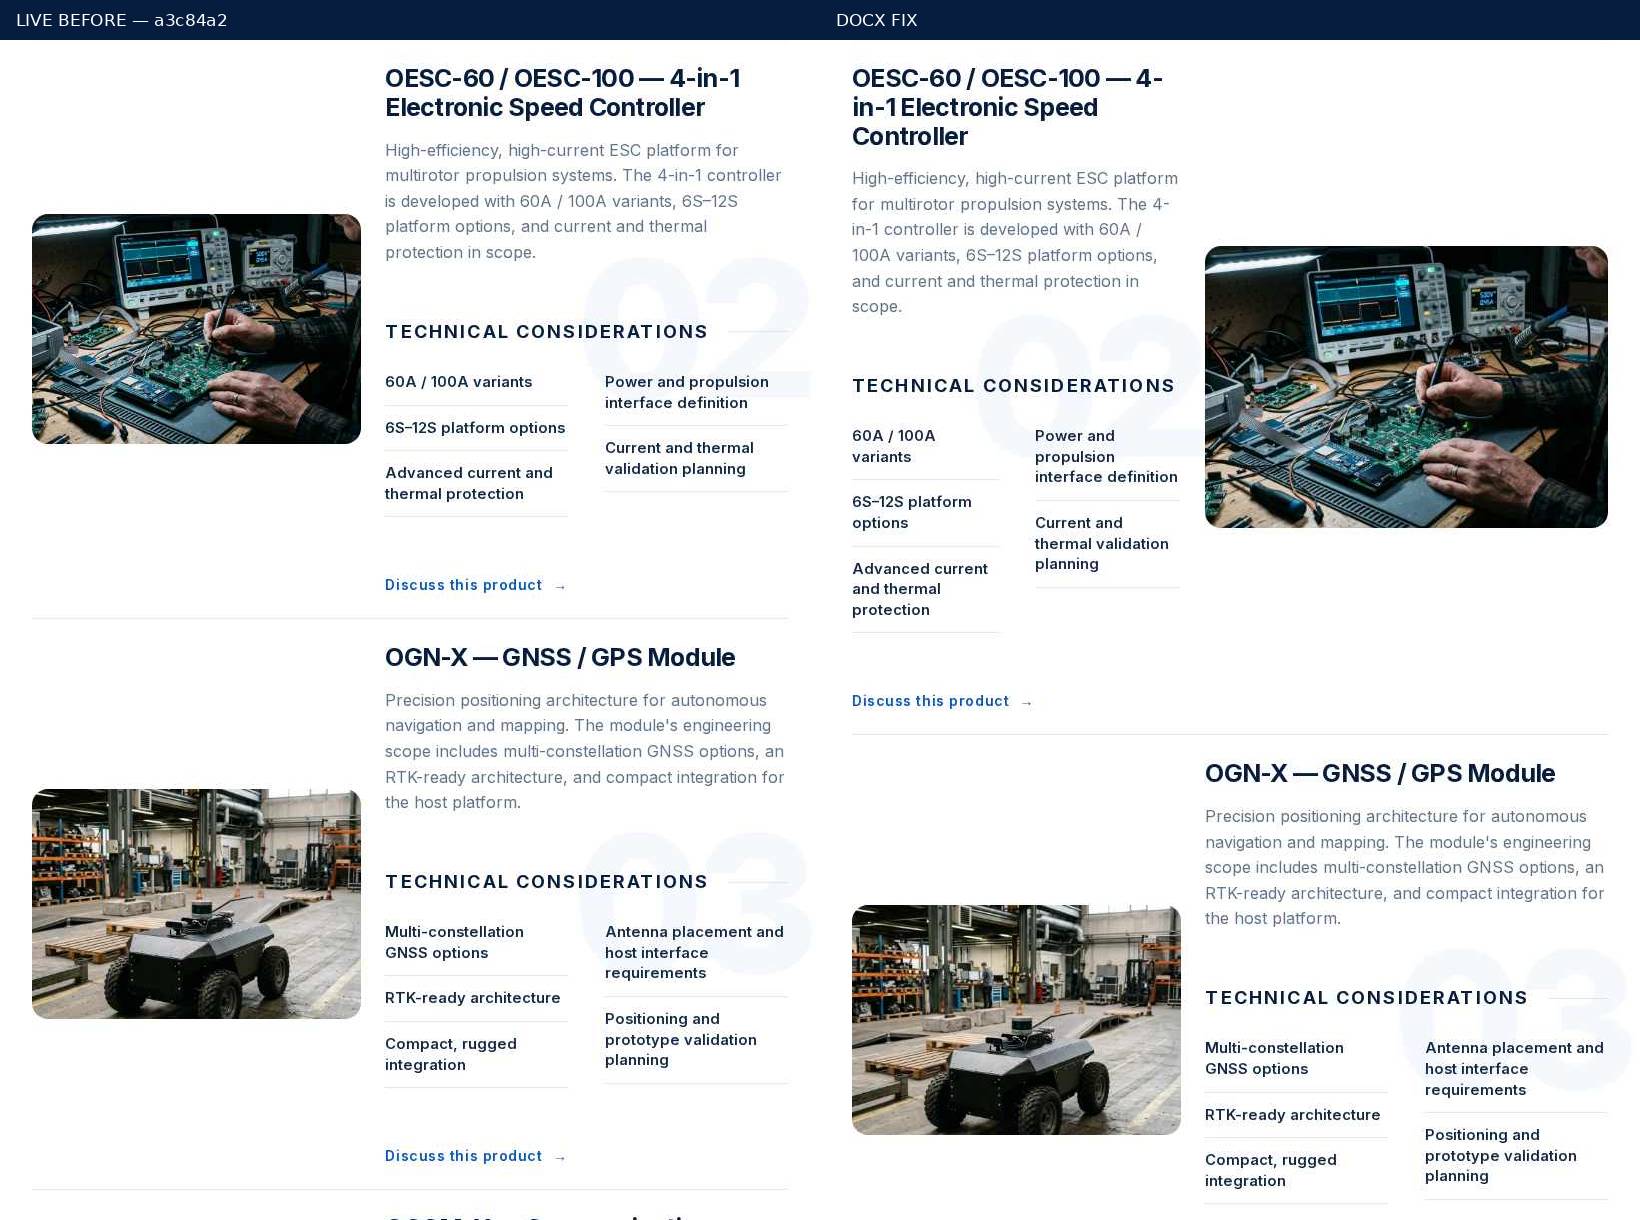 LIVE BEFORE — a3c84a2
OESC-60 / OESC-100 — 4-in-1
Electronic Speed Controller
High-efficiency, high-current ESC platform for
multirotor propulsion systems. The 4-in-1 controller
is developed with 60A / 100A variants, 6S–12S
platform options, and current and thermal
protection in scope.
02
TECHNICAL CONSIDERATIONS
60A / 100A variants
6S–12S platform options
Advanced current and
thermal protection
Power and propulsion
interface definition
Current and thermal
validation planning
Discuss this product →
OGN-X — GNSS / GPS Module
Precision positioning architecture for autonomous
navigation and mapping. The module's engineering
scope includes multi-constellation GNSS options, an
RTK-ready architecture, and compact integration for
the host platform.
03
TECHNICAL CONSIDERATIONS
Multi-constellation
GNSS options
RTK-ready architecture
Compact, rugged
integration
Antenna placement and
host interface
requirements
Positioning and
prototype validation
planning
Discuss this product →
DOCX FIX
OESC-60 / OESC-100 — 4-
in-1 Electronic Speed
Controller
High-efficiency, high-current ESC platform
for multirotor propulsion systems. The 4-
in-1 controller is developed with 60A /
100A variants, 6S–12S platform options,
and current and thermal protection in
scope.
02
TECHNICAL CONSIDERATIONS
60A / 100A
variants
6S–12S platform
options
Advanced current
and thermal
protection
Power and
propulsion
interface definition
Current and
thermal validation
planning
Discuss this product →
OGN-X — GNSS / GPS Module
Precision positioning architecture for autonomous
navigation and mapping. The module's engineering
scope includes multi-constellation GNSS options, an
RTK-ready architecture, and compact integration for
the host platform.
03
TECHNICAL CONSIDERATIONS
Multi-constellation
GNSS options
RTK-ready architecture
Compact, rugged
integration
Antenna placement and
host interface
requirements
Positioning and
prototype validation
planning